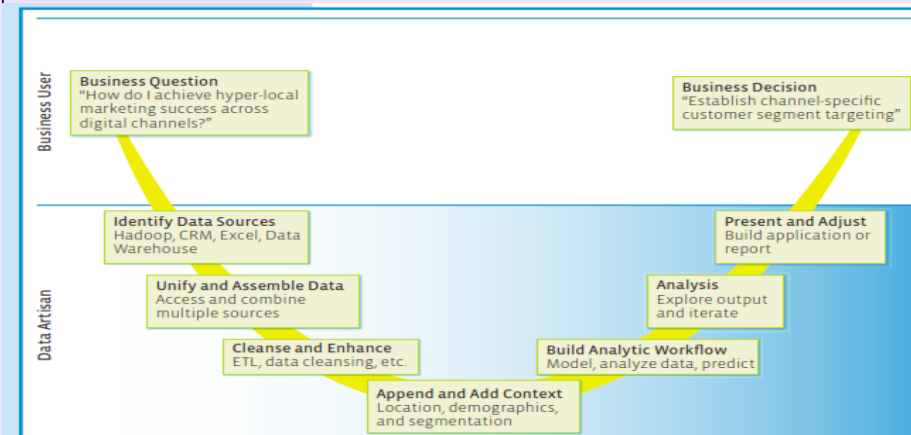 Business User
Business Question
“How do I achieve hyper-local
marketing success across
digital channels?”
Business Decision
“Establish channel-specific
customer segment targeting”
Data Artisan
Identify Data Sources
Hadoop, CRM, Excel, Data
Warehouse
Unify and Assemble Data
Access and combine
multiple sources
Cleanse and Enhance
ETL, data cleansing, etc.
Append and Add Context
Location, demographics,
and segmentation
Build Analytic Workflow
Model, analyze data, predict
Analysis
Explore output
and iterate
Present and Adjust
Build application or
report